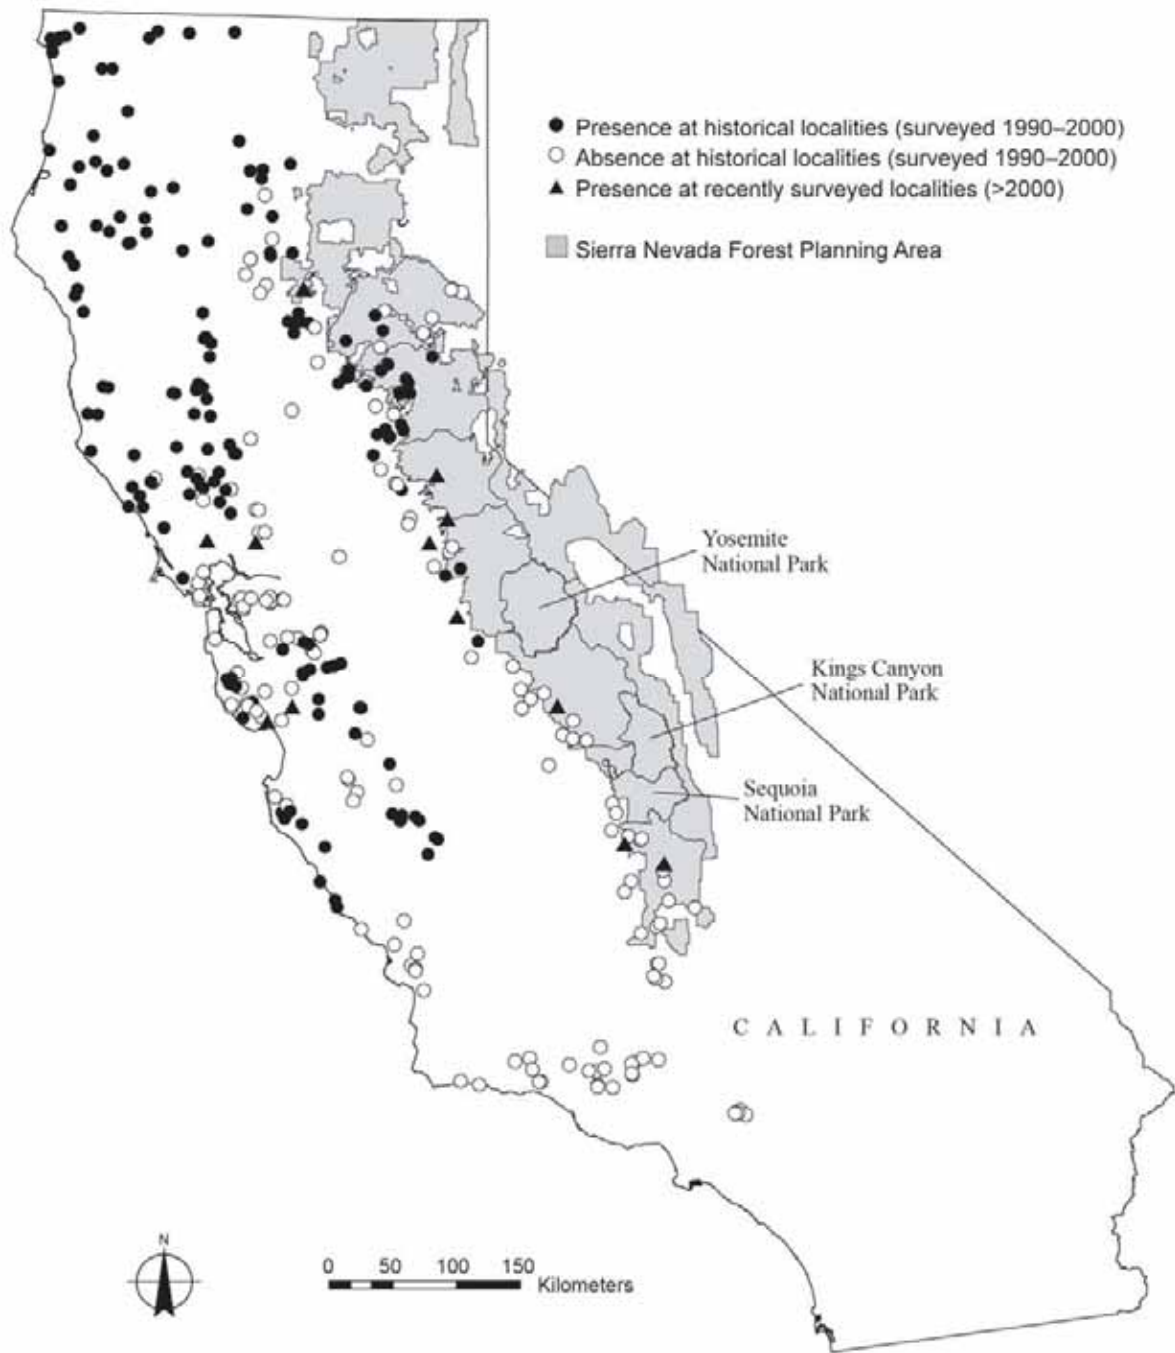 ● Presence at historical localities (surveyed 1990–2000)
○ Absence at historical localities (surveyed 1990–2000)
▲ Presence at recently surveyed localities (>2000)
Sierra Nevada Forest Planning Area
Yosemite
National Park
Kings Canyon
National Park
Sequoia
National Park
CALIFORNIA
N
0 50 100 150
Kilometers